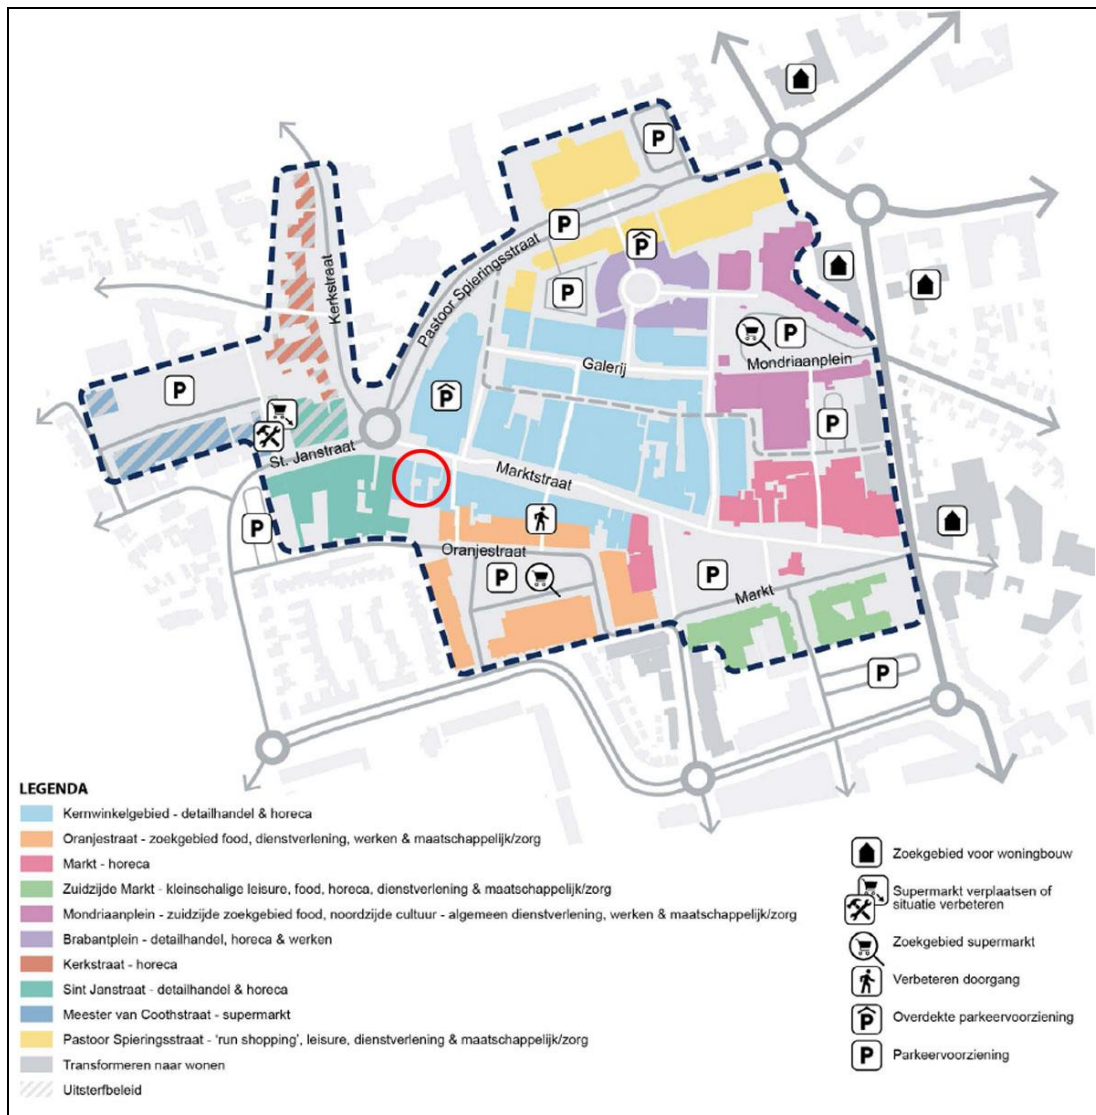 P
P
Pastoor Spieringsstraat
P
P
Kerkstraat
P
P
Galerij
P
Mondriaanplein
P
St. Janstraat
Marktstraat
P
Oranjestraat
P
P
Markt
P
LEGENDA
Kernwinkelgebied - detailhandel & horeca
Oranjestraat - zoekgebied food, dienstverlening, werken & maatschappelijk/zorg
Markt - horeca
Zuidzijde Markt - kleinschalige leisure, food, horeca, dienstverlening & maatschappelijk/zorg
Mondriaanplein - zuidzijde zoekgebied food, noordzijde cultuur - algemeen dienstverlening, werken & maatschappelijk/zorg
Brabantplein - detailhandel, horeca & werken
Kerkstraat - horeca
Sint Janstraat - detailhandel & horeca
Meester van Coothstraat - supermarkt
Pastoor Spieringsstraat - 'run shopping', leisure, dienstverlening & maatschappelijk/zorg
Transformeren naar wonen
Uitsterfbeleid
Zoekgebied voor woningbouw
Supermarkt verplaatsen of
situatie verbeteren
Zoekgebied supermarkt
Verbeteren doorgang
P Overdekte parkeervoorziening
P Parkeervoorziening